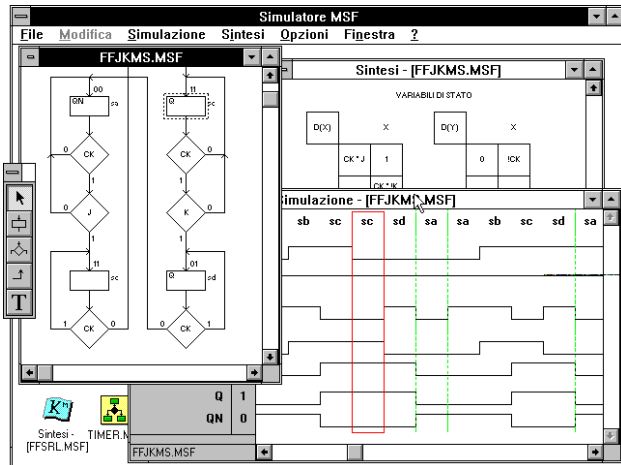 Simulatore MSF
File Modifica Simulazione Sintesi Opzioni Finestra ?
FFJKMS.MSF
00
QN sa
0 CK
1
J
1
11
sc
1 CK 0
11
Q sc
0 CK
1
0 K
1
01
Q sd
0 CK 1
Sintesi - [FFJKMS.MSF]
VARIABILI DI STATO
D(X) X D(Y) X
CK * J 1 0 !CK
CK * !K
Simulazione - [FFJKMS.MSF]
sb sc sc sd sa sa sb sc sd sa
T
Q 1
QN 0
FFJKMS.MSF
Sintesi -
[FFSRL.MSF]
TIMER.M